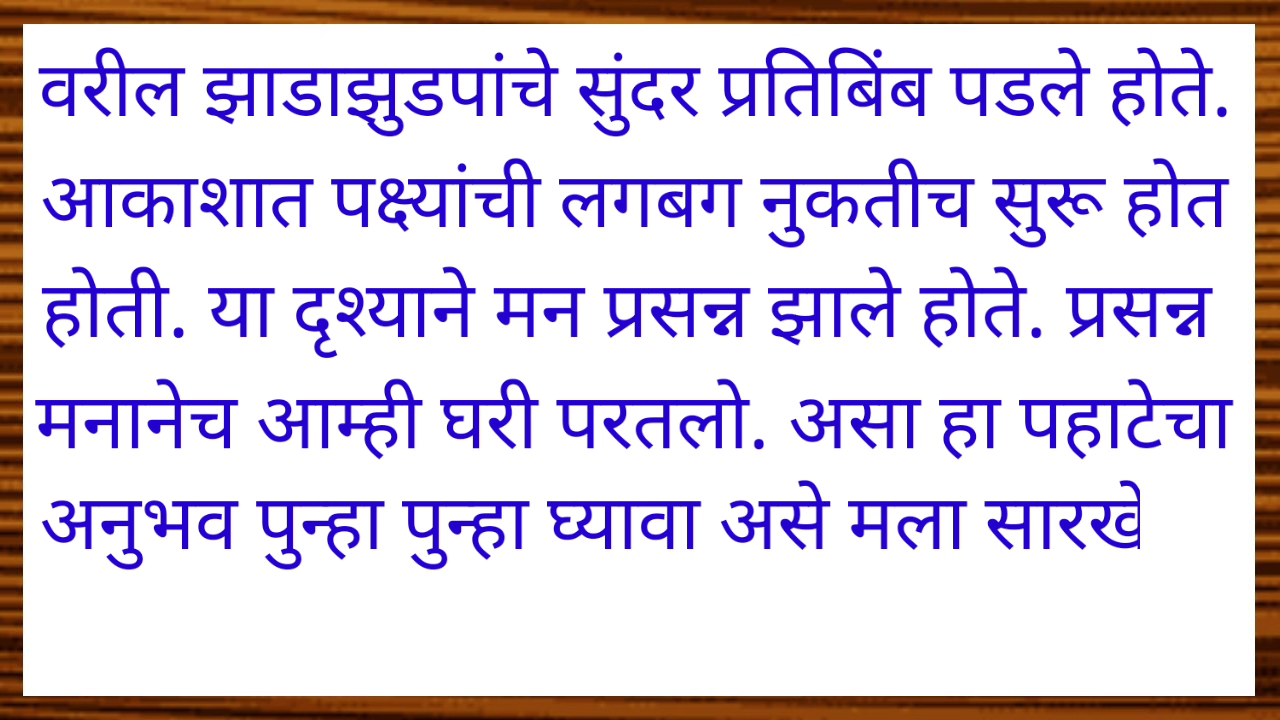 वरील झाडाझुडपांचे सुंदर प्रतिबिंब पडले होते.
आकाशात पक्ष्यांची लगबग नुकतीच सुरू होत
होती. या दृश्याने मन प्रसन्न झाले होते. प्रसन्न
मनानेच आम्ही घरी परतलो. असा हा पहाटेचा
अनुभव पुन्हा पुन्हा घ्यावा असे मला सारखे